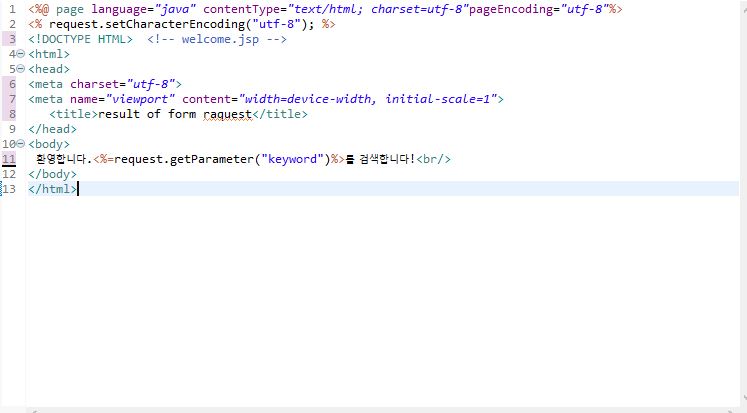 1 <%@ page language="java" contentType="text/html; charset=utf-8"pageEncoding="utf-8"%>
2 <% request.setCharacterEncoding("utf-8"); %>
3 <!DOCTYPE HTML>  <!-- welcome.jsp -->
4 <html>
5 <head>
6 <meta charset="utf-8">
7 <meta name="viewport" content="width=device-width, initial-scale=1">
8    <title>result of form raquest</title>
9 </head>
10 <body>
11  환영합니다.<%=request.getParameter("keyword")%>를 검색합니다!<br/>
12 </body>
13 </html>